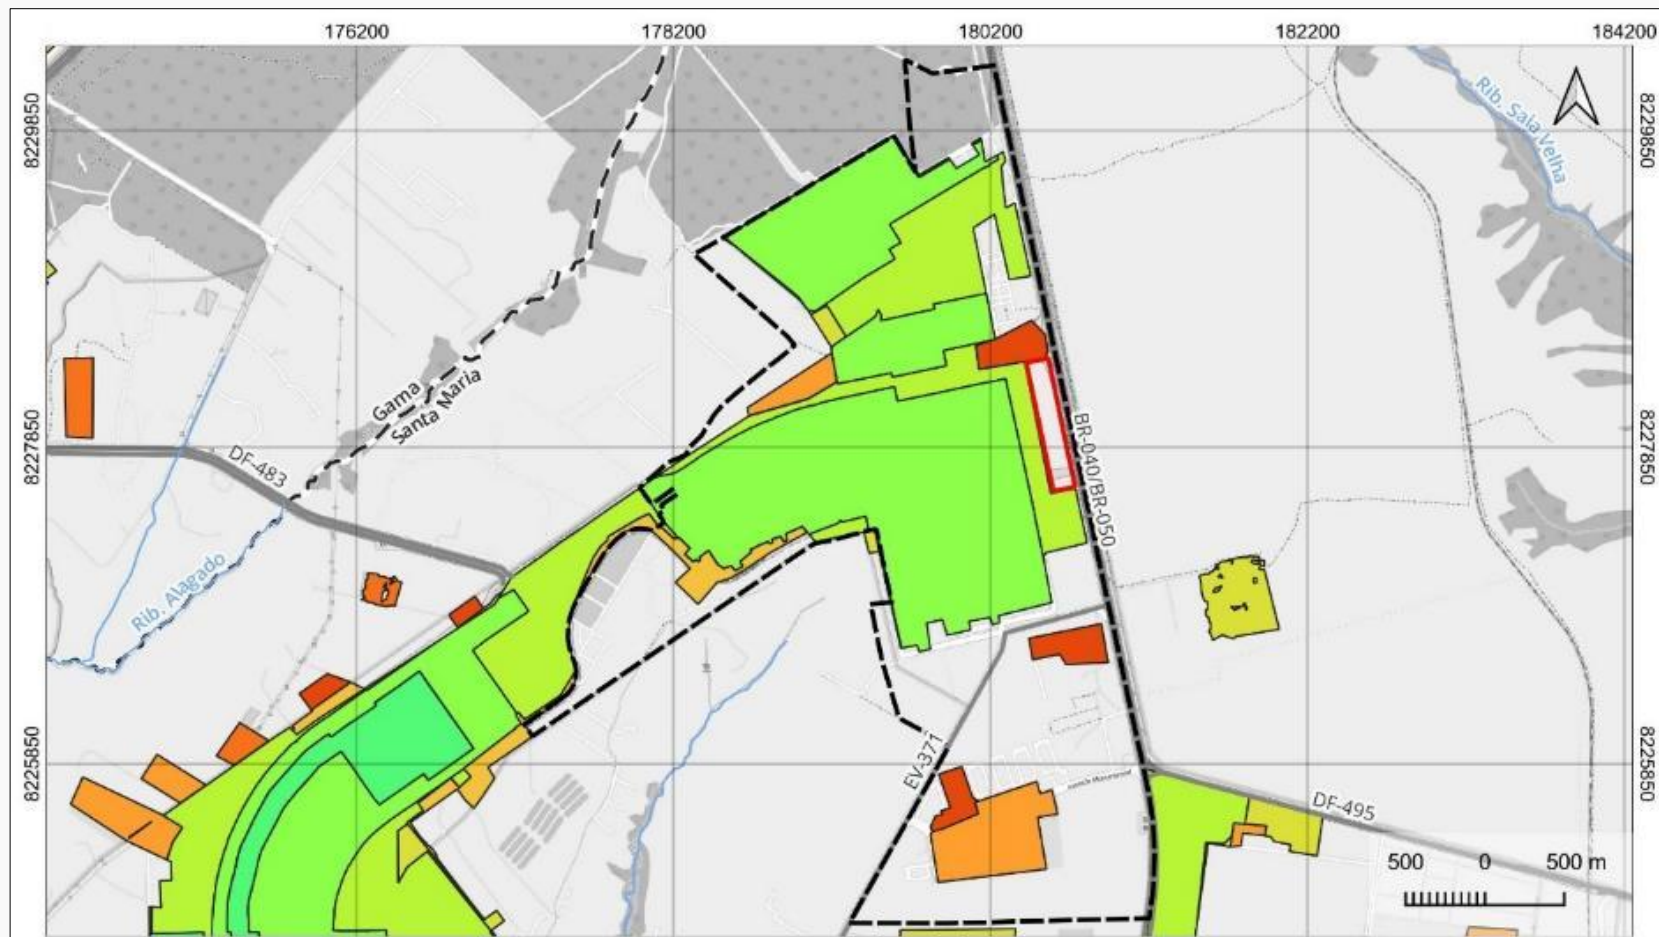 176200 178200 180200 182200 184200
8229850
8229850
Rib. Saia Velha
Gama
Santa Maria
8227850
8227850
DF-483
BR-040/BR-050
Rib. Alagado
8225850
8225850
EV-371
DF-495
500 0 500 m